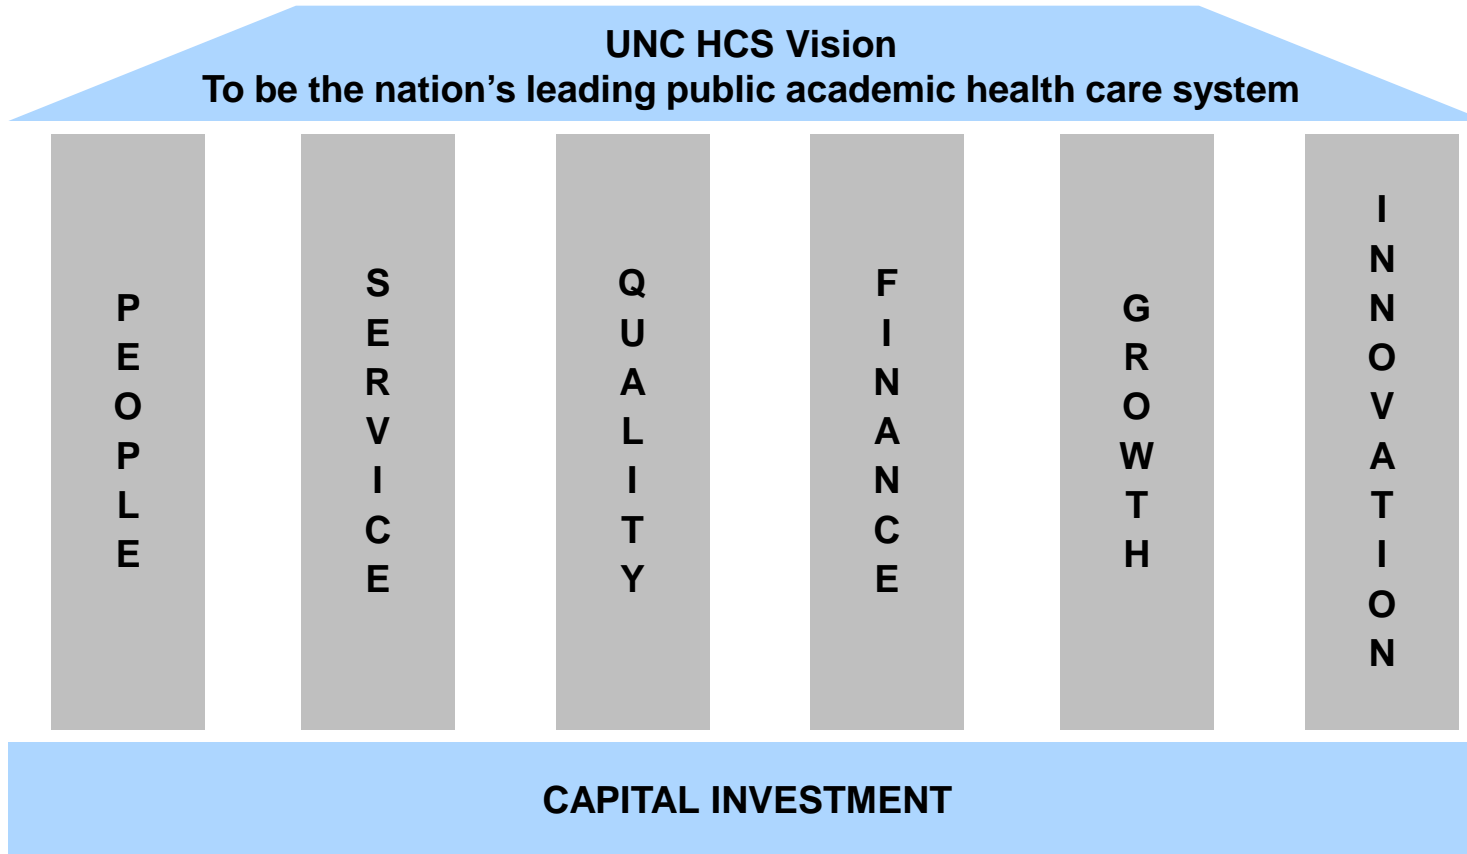 UNC HCS Vision
To be the nation’s leading public academic health care system
PEOPLE
SERVICE
QUALITY
FINANCE
GROWTH
INNOVATION
CAPITAL INVESTMENT